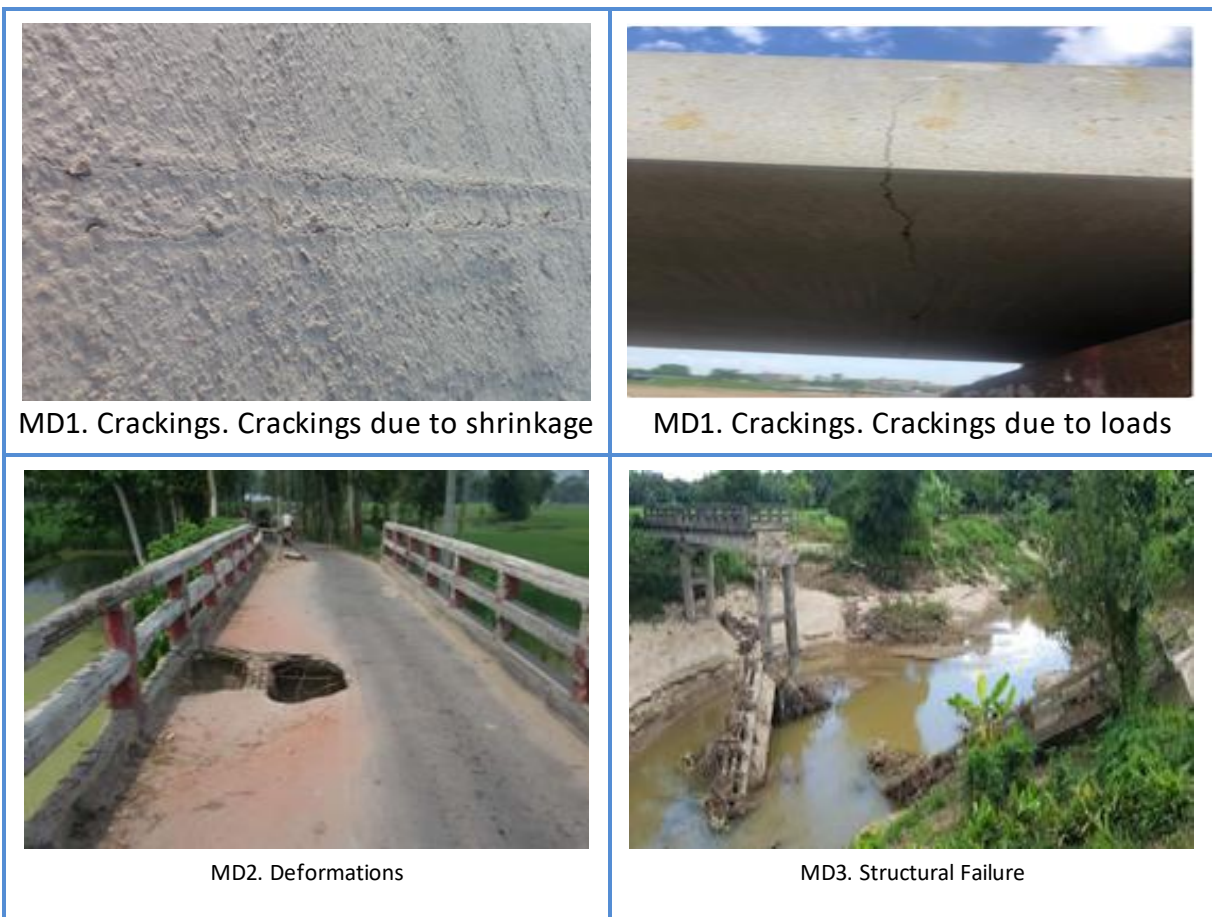 MD1. Crackings. Crackings due to shrinkage
MD1. Crackings. Crackings due to loads
MD2. Deformations
MD3. Structural Failure